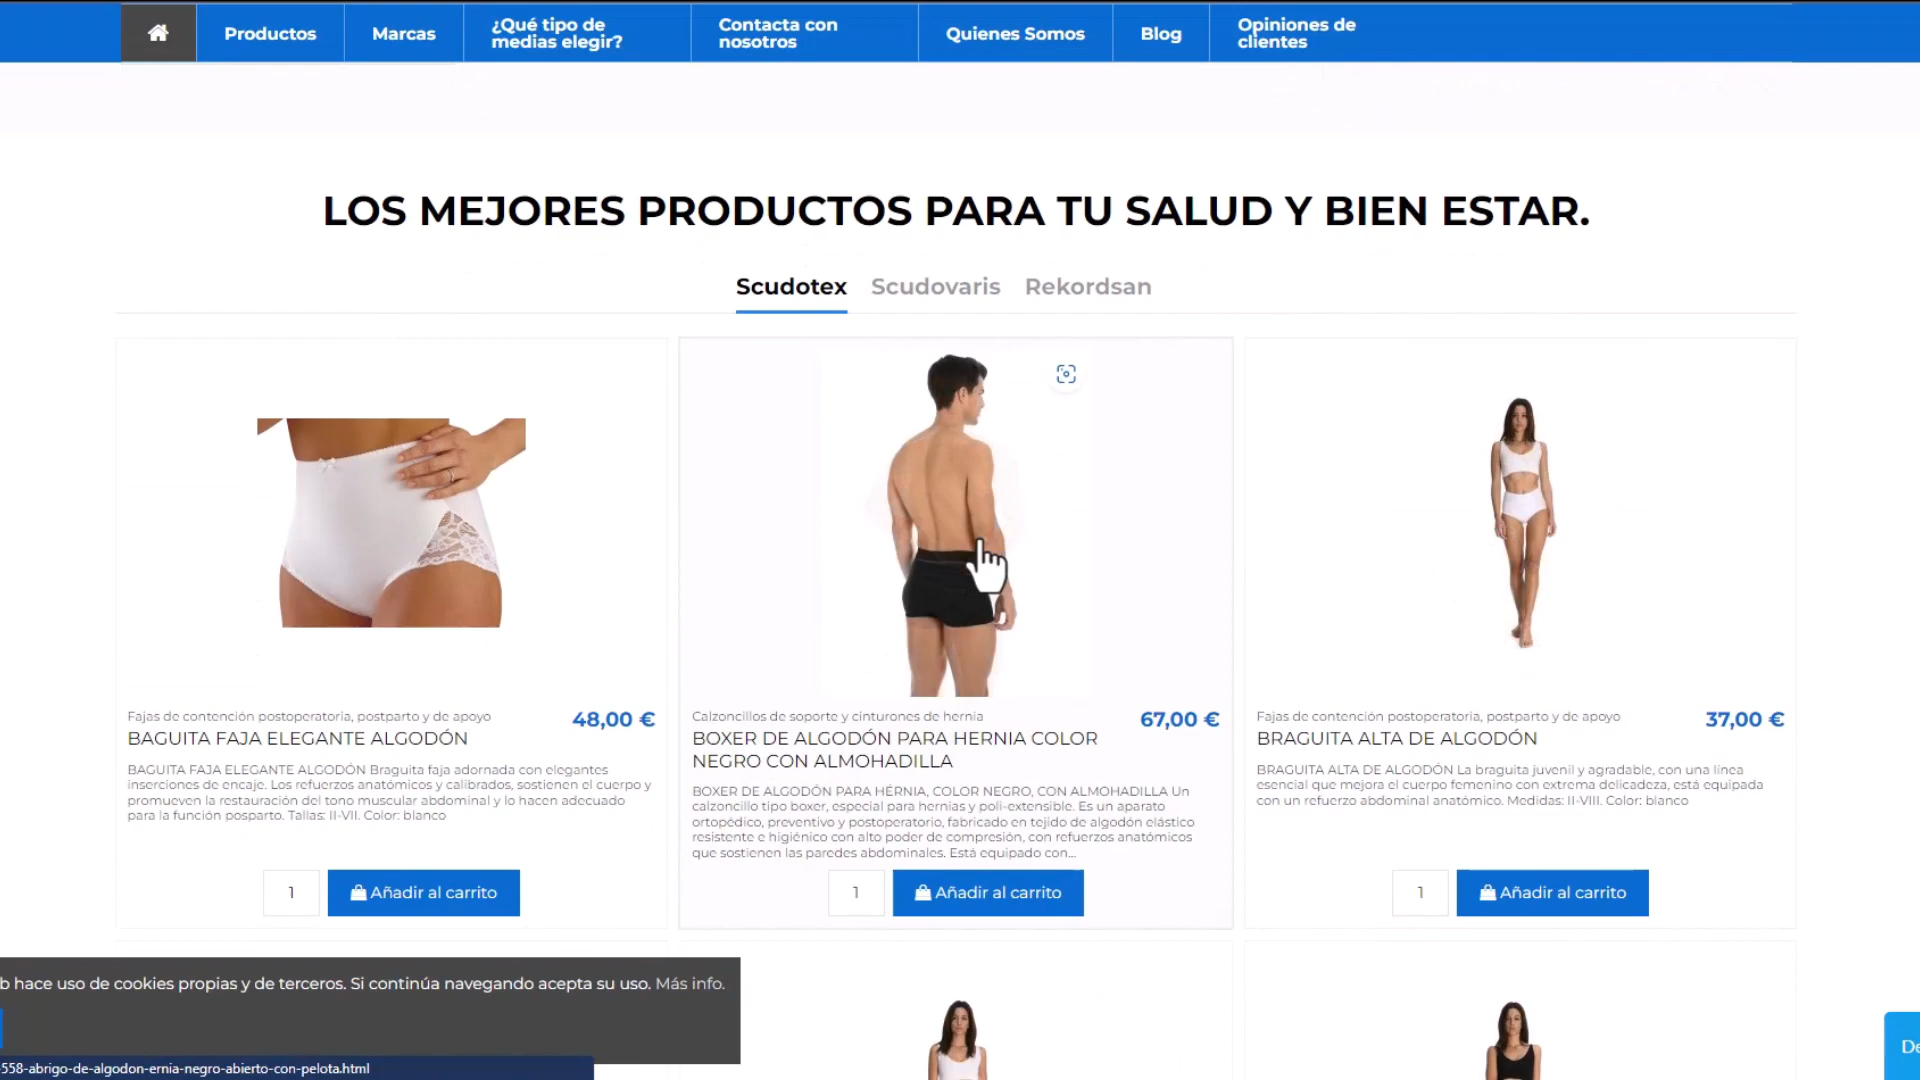 Productos
Marcas
¿Qué tipo de
medias elegir?
Contacta con
nosotros
Quienes Somos
Blog
Opiniones de
clientes
LOS MEJORES PRODUCTOS PARA TU SALUD Y BIEN ESTAR.
Scudotex Scudovaris Rekordsan
Fajas de contención postoperatoria, postparto y de apoyo
48,00 €
BAGUITA FAJA ELEGANTE ALGODÓN
BAGUITA FAJA ELEGANTE ALGODÓN Braguita faja adornada con elegantes
inserciones de encaje. Los refuerzos anatómicos y calibrados, sostienen el cuerpo y
promueven la restauración del tono muscular abdominal y lo hacen adecuado
para la función posparto. Tallas: II-VII. Color: blanco
1 Añadir al carrito
Calzoncillos de soporte y cinturones de hernia
67,00 €
BOXER DE ALGODÓN PARA HERNIA COLOR
NEGRO CON ALMOHADILLA
BOXER DE ALGODÓN PARA HÉRNIA, COLOR NEGRO, CON ALMOHADILLA Un
calzoncillo tipo boxer, especial para hernias y poli-extensible. Es un aparato
ortopédico, preventivo y postoperatorio, fabricado en tejido de algodón elástico
resistente e higiénico con alto poder de compresión, con refuerzos anatómicos
que sostienen las paredes abdominales. Está equipado con...
1 Añadir al carrito
Fajas de contención postoperatoria, postparto y de apoyo
37,00 €
BRAGUITA ALTA DE ALGODÓN
BRAGUITA ALTA DE ALGODÓN La braguita juvenil y agradable, con una línea
esencial que mejora el cuerpo femenino con extrema delicadeza, está equipada
con un refuerzo abdominal anatómico. Medidas: II-VIII. Color: blanco
1 Añadir al carrito
b hace uso de cookies propias y de terceros. Si continúa navegando acepta su uso. Más info.
558-abrigo-de-algodon-ernia-negro-abierto-con-pelota.html
De